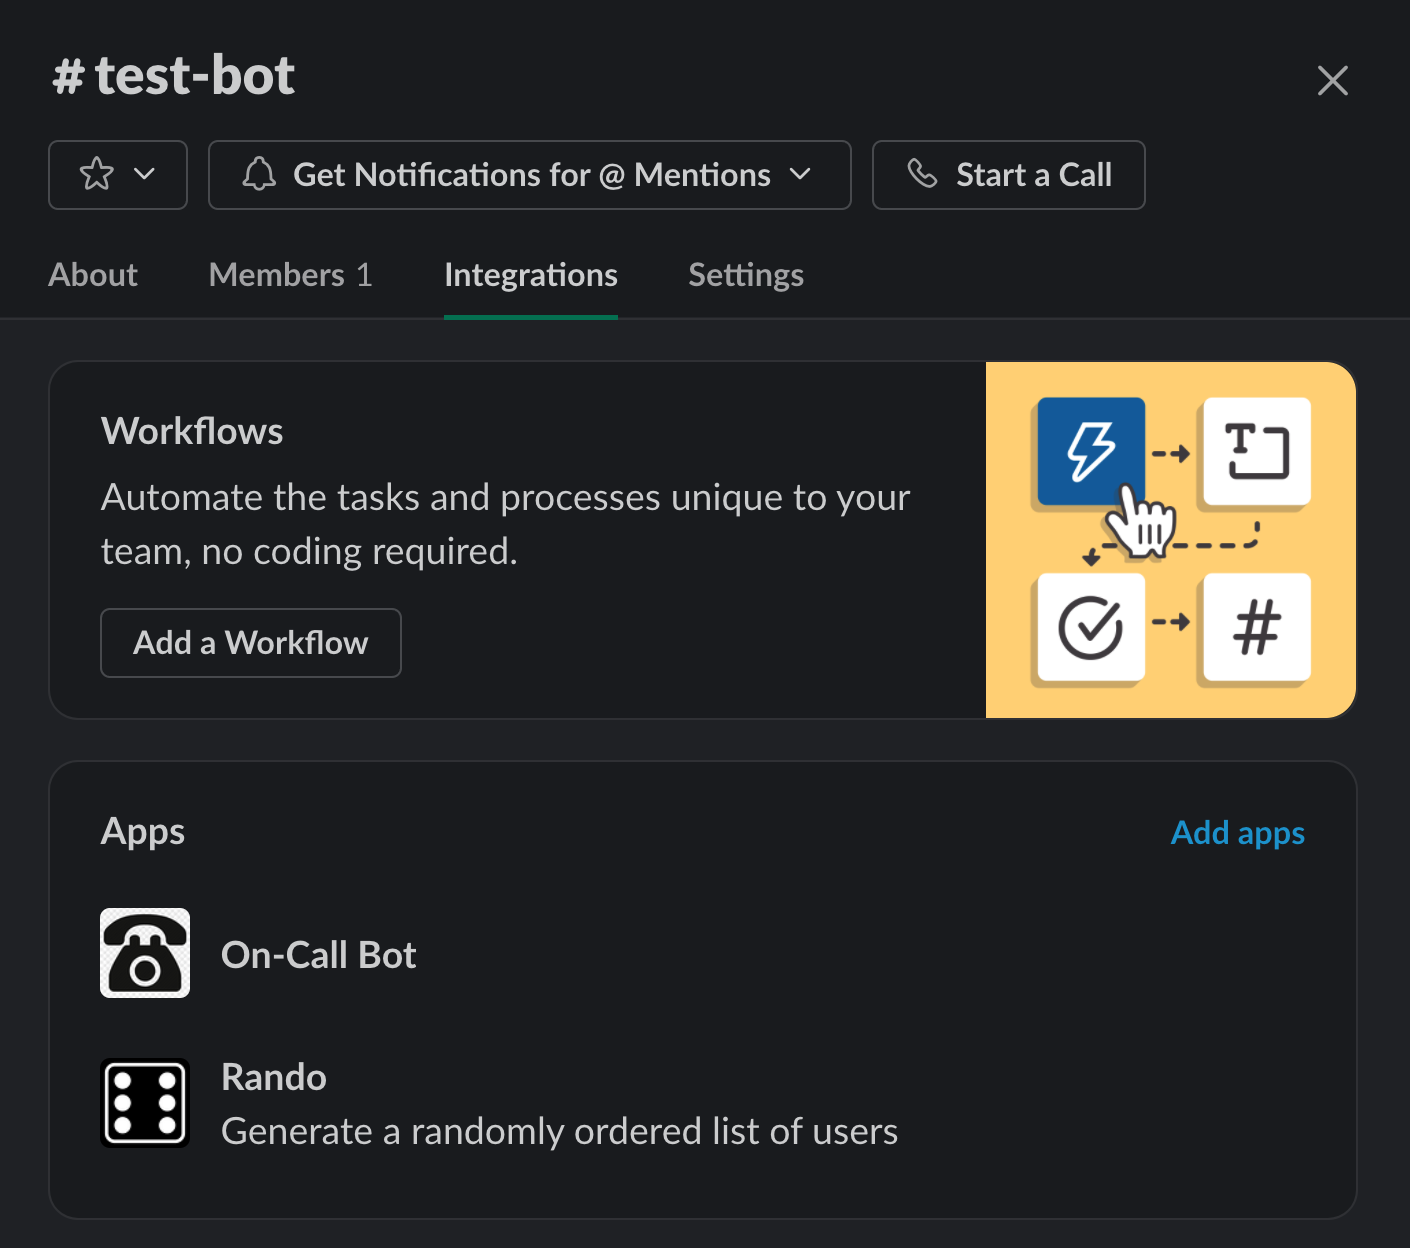 # test-bot
Get Notifications for @ Mentions
Start a Call
About
Members 1
Integrations
Settings
Workflows
Automate the tasks and processes unique to your
team, no coding required.
Add a Workflow
T
#
Apps
Add apps
On-Call Bot
Rando
Generate a randomly ordered list of users